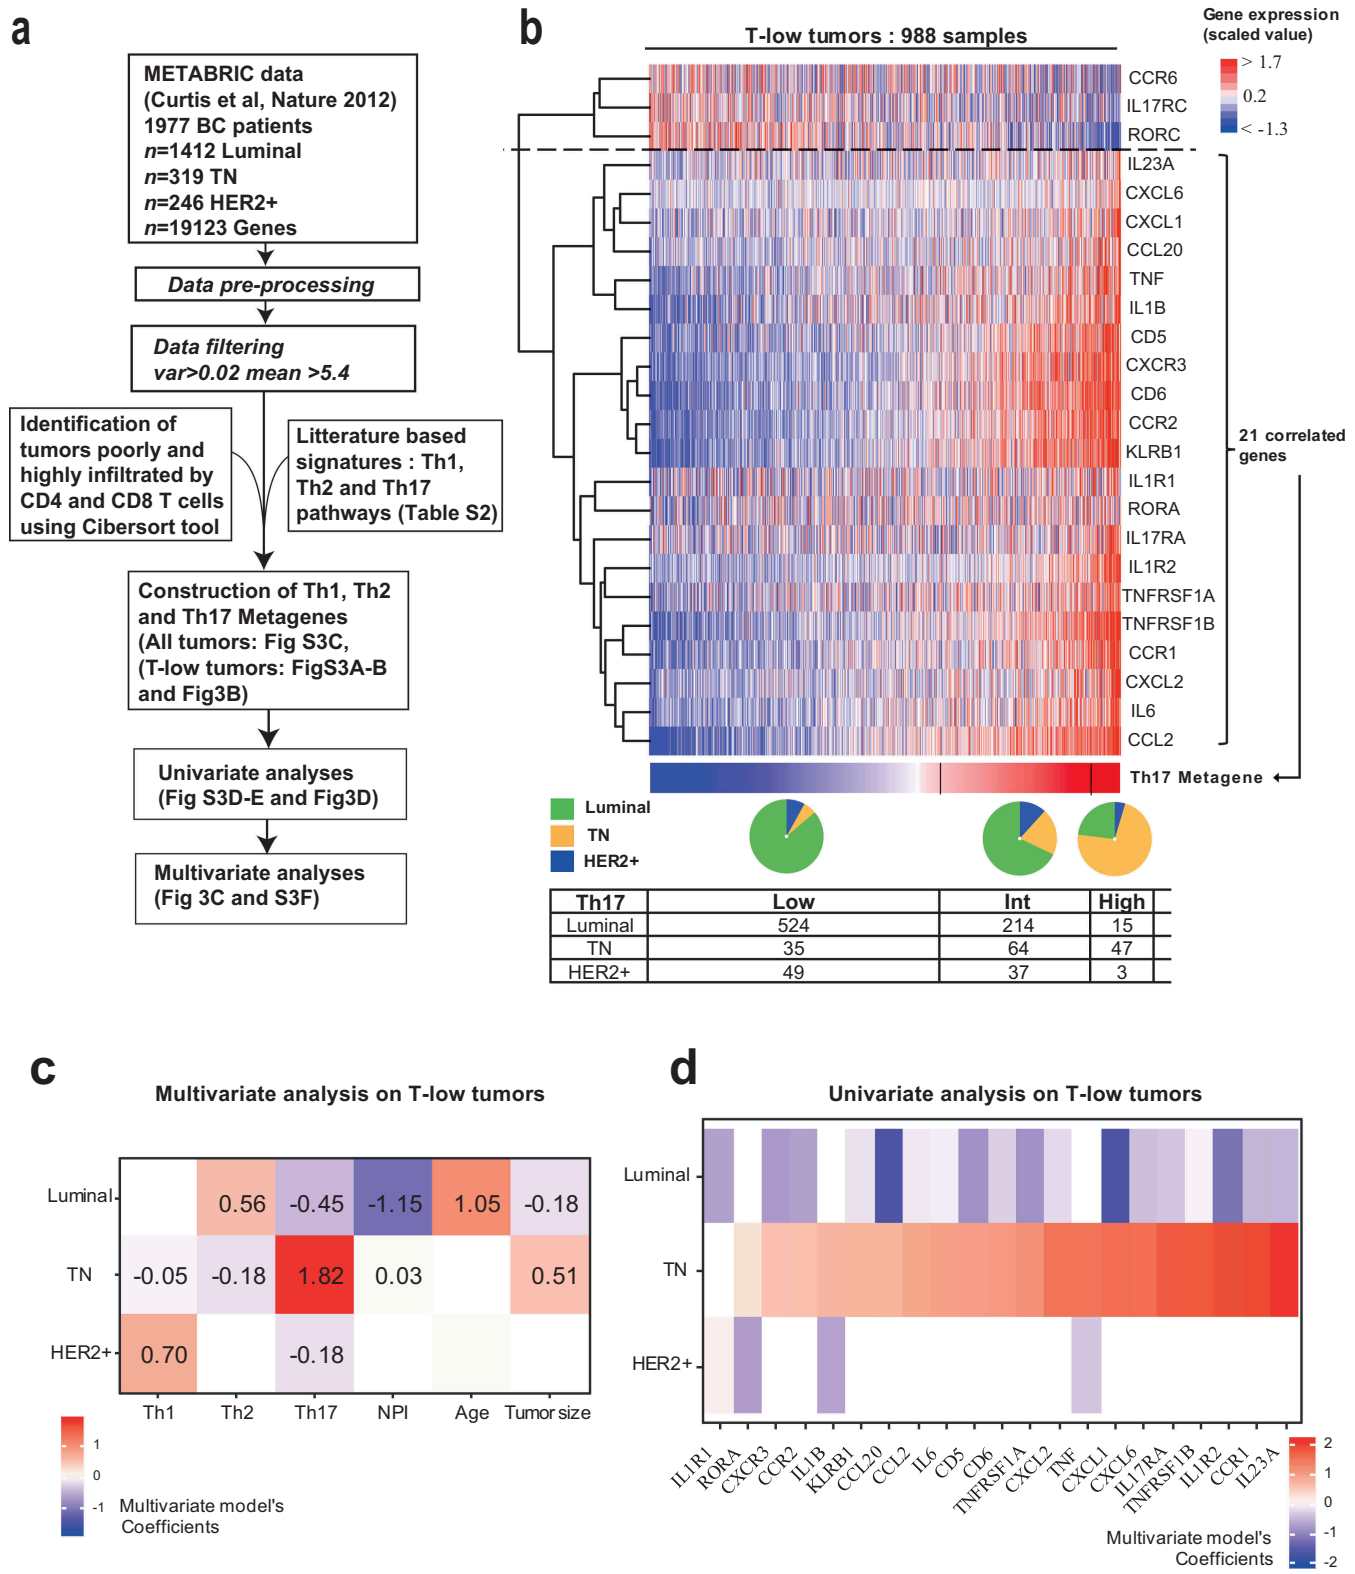 a
METABRIC data
(Curtis et al, Nature 2012)
1977 BC patients
n=1412 Luminal
n=319 TN
n=246 HER2+
n=19123 Genes
Data pre-processing
Data filtering
var>0.02 mean >5.4
Identification of
tumors poorly and
highly infiltrated by
CD4 and CD8 T cells
using Cibersort tool
Litterature based
signatures : Th1,
Th2 and Th17
pathways (Table S2)
Construction of Th1, Th2
and Th17 Metagenes
(All tumors: Fig S3C,
(T-low tumors: FigS3A-B
and Fig3B)
Univariate analyses
(Fig S3D-E and Fig3D)
Multivariate analyses
(Fig 3C and S3F)
b
T-low tumors : 988 samples
Gene expression
(scaled value)
> 1.7
0.2
< -1.3
CCR6
IL17RC
RORC
IL23A
CXCL6
CXCL1
CCL20
TNF
IL1B
CD5
CXCR3
CD6
CCR2
KLRB1
IL1R1
RORA
IL17RA
IL1R2
TNFRSF1A
TNFRSF1B
CCR1
CXCL2
IL6
CCL2
21 correlated
genes
Th17 Metagene
Luminal
TN
HER2+
Th17 Low Int High
Luminal 524 214 15
TN 35 64 47
HER2+ 49 37 3
c
Multivariate analysis on T-low tumors
Luminal 0.56 -0.45 -1.15 1.05 -0.18
TN -0.05 -0.18 1.82 0.03 0.51
HER2+ 0.70 -0.18
Th1 Th2 Th17 NPI Age Tumor size
1
0
-1
Multivariate model's
Coefficients
d
Univariate analysis on T-low tumors
Luminal
TN
HER2+
IL1R1 RORA CXCR3 CCR2 IL1B KLRB1 CCL20 CCL2 IL6 CD5 CD6 TNFRSF1A CXCL2 TNF CXCL1 CXCL6 IL17RA TNFRSF1B IL1R2 CCR1 IL23A
2
1
0
-1
-2
Multivariate model's
Coefficients